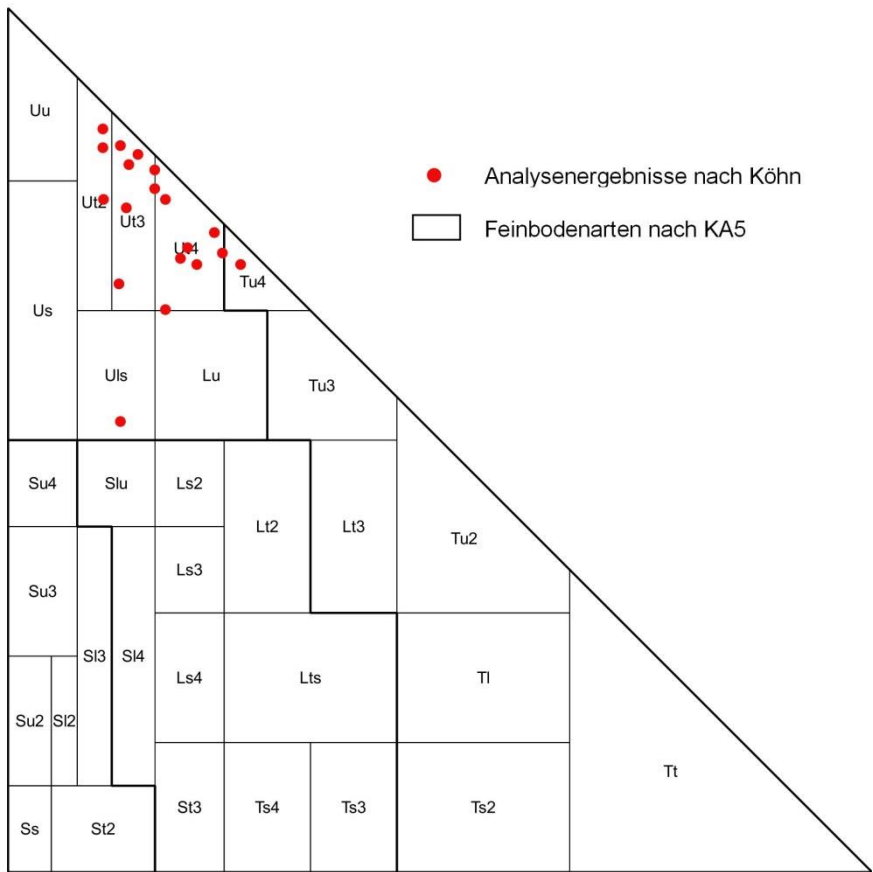 Uu
Analysenergebnisse nach Köhn
Ut2
Ut3
Feinbodenarten nach KA5
Ut4
Tu4
Us
Uls
Lu
Tu3
Su4
Slu
Ls2
Lt2
Lt3
Tu2
Ls3
Su3
Sl3
Sl4
Ls4
Lts
Tl
Su2
Sl2
Tt
Ss
St2
St3
Ts4
Ts3
Ts2